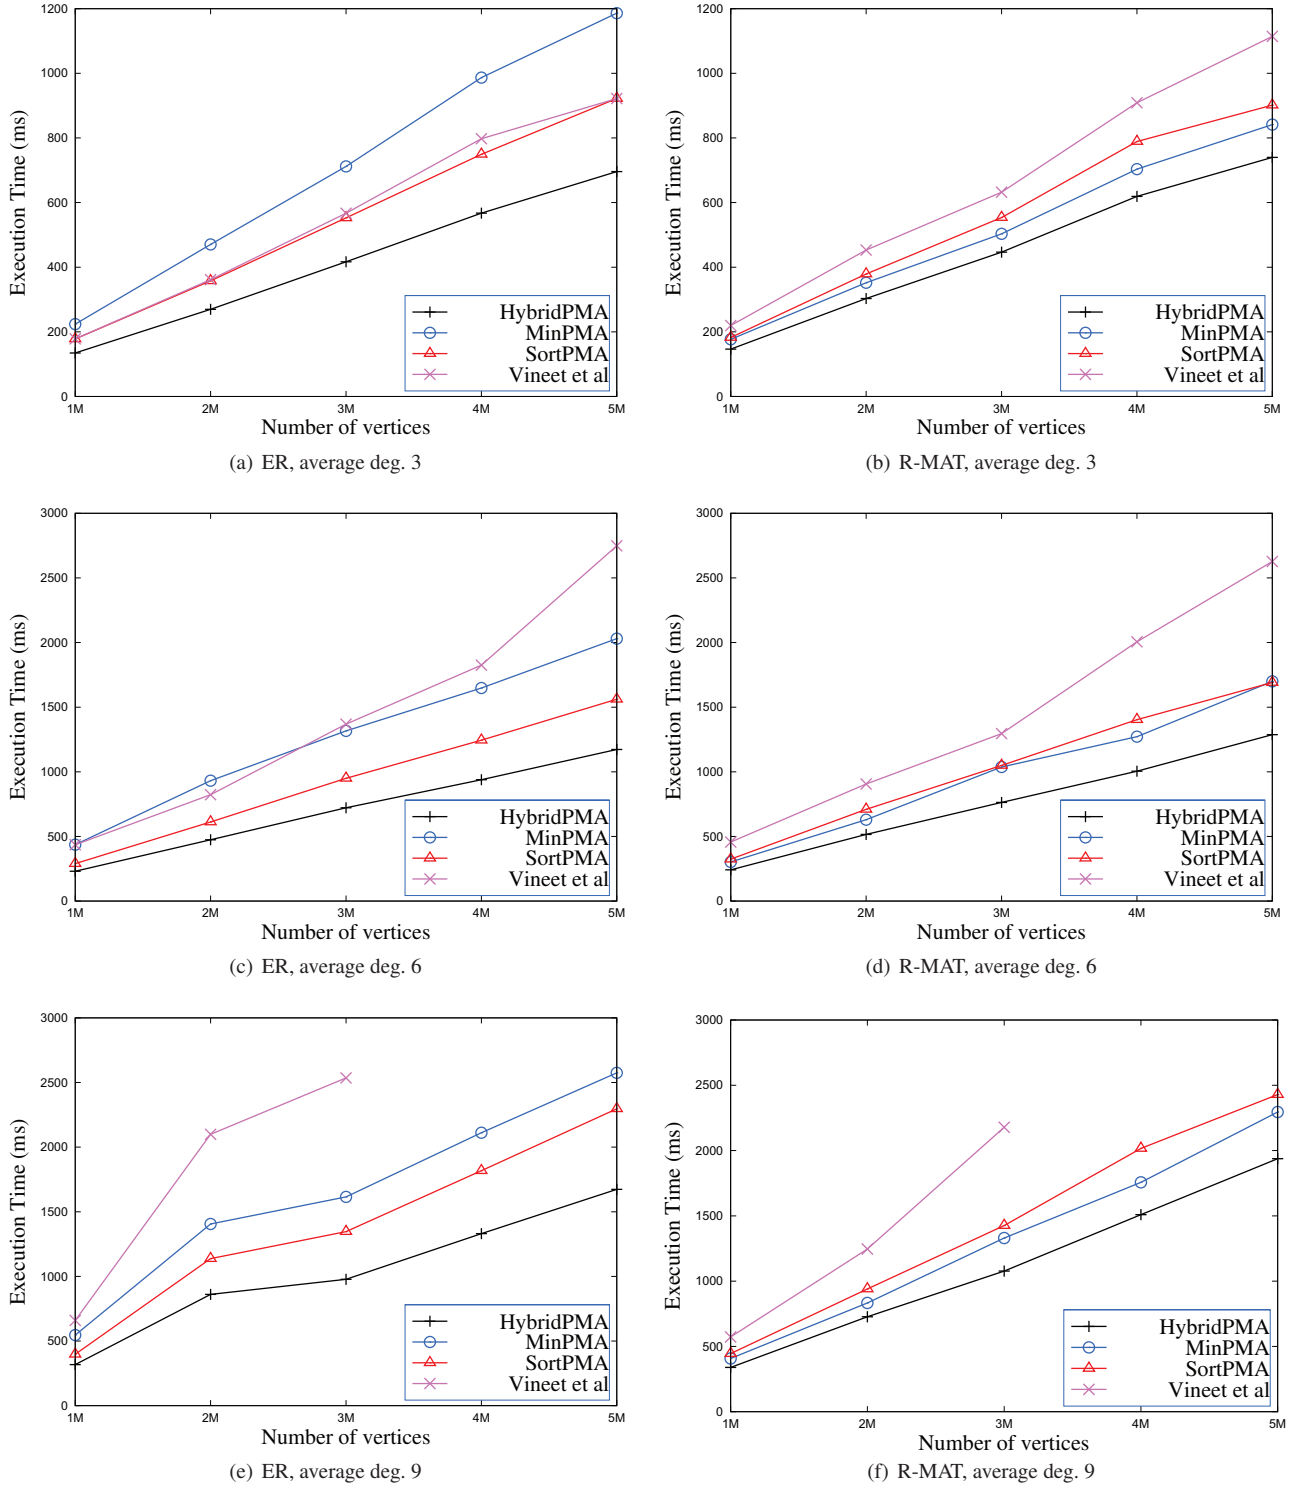 1200
1000
800
600
400
200
0
1M
2M
3M
4M
5M
Execution Time (ms)
Number of vertices
HybridPMA
MinPMA
SortPMA
Vineet et al
(a) ER, average deg. 3
1200
1000
800
600
400
200
0
1M
2M
3M
4M
5M
Execution Time (ms)
Number of vertices
HybridPMA
MinPMA
SortPMA
Vineet et al
(b) R-MAT, average deg. 3
3000
2500
2000
1500
1000
500
0
1M
2M
3M
4M
5M
Execution Time (ms)
Number of vertices
HybridPMA
MinPMA
SortPMA
Vineet et al
(c) ER, average deg. 6
3000
2500
2000
1500
1000
500
0
1M
2M
3M
4M
5M
Execution Time (ms)
Number of vertices
HybridPMA
MinPMA
SortPMA
Vineet et al
(d) R-MAT, average deg. 6
3000
2500
2000
1500
1000
500
0
1M
2M
3M
4M
5M
Execution Time (ms)
Number of vertices
HybridPMA
MinPMA
SortPMA
Vineet et al
(e) ER, average deg. 9
3000
2500
2000
1500
1000
500
0
1M
2M
3M
4M
5M
Execution Time (ms)
Number of vertices
HybridPMA
MinPMA
SortPMA
Vineet et al
(f) R-MAT, average deg. 9